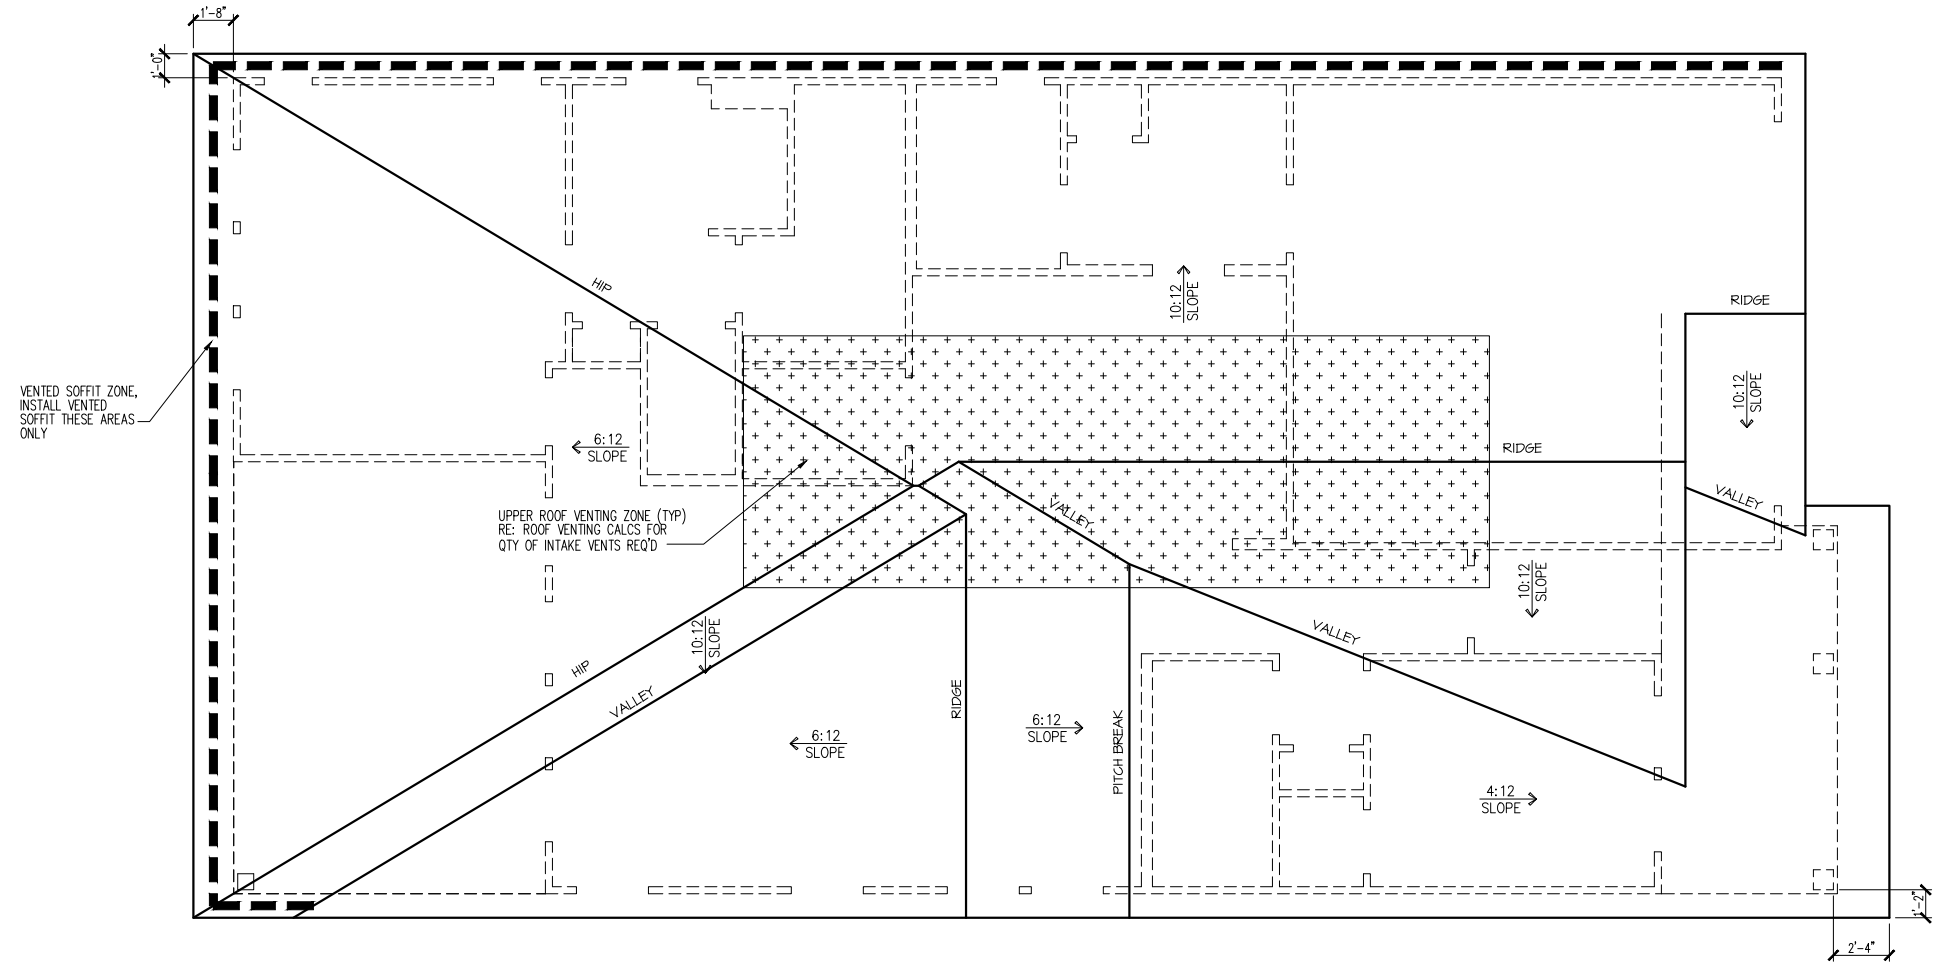 1'-8"
1'-0"
HIP
10:12
SLOPE
RIDGE
10:12
SLOPE
VENTED SOFFIT ZONE,
INSTALL VENTED
SOFFIT THESE AREAS
ONLY
6:12
SLOPE
RIDGE
VALLEY
VALLEY
UPPER ROOF VENTING ZONE (TYP)
RE: ROOF VENTING CALCS FOR
QTY OF INTAKE VENTS REQ'D
10:12
SLOPE
10:12
SLOPE
VALLEY
HIP
VALLEY
RIDGE
PITCH BREAK
6:12
SLOPE
6:12
SLOPE
4:12
SLOPE
1'-2"
2'-4"